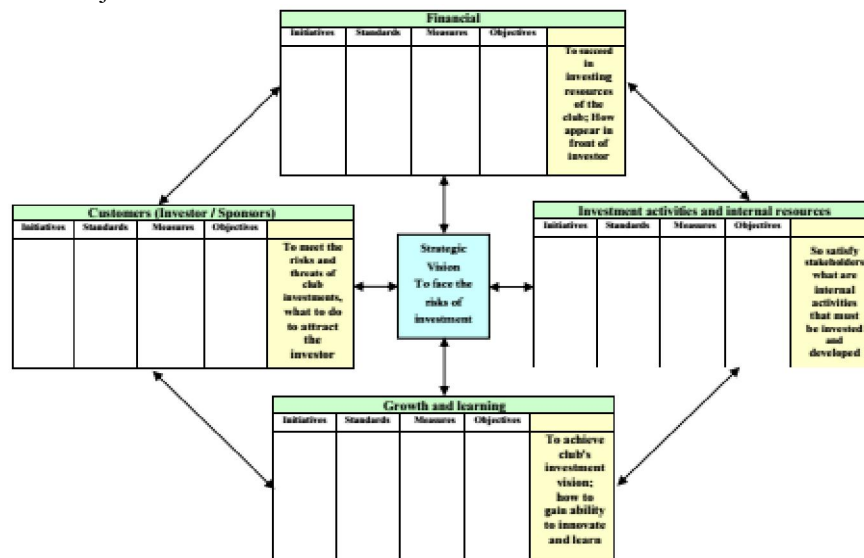 Financial
Initiatives Standards Measures Objectives
To succeed
in
investing
resources
of the
club; How
appear in
front of
investor
Customers (Investor / Sponsors)
Initiatives Standards Measures Objectives
To meet the
risks and
threats of
club
investments,
what to do
to attract
the
investor
Strategic
Vision
To face the
risks of
investment
Investment activities and internal resources
Initiatives Standards Measures Objectives
So satisfy
stakeholders
what are
internal
activities
that must
be invested
and
developed
Growth and learning
Initiatives Standards Measures Objectives
To achieve
club's
investment
vision;
how to
gain ability
to innovate
and learn